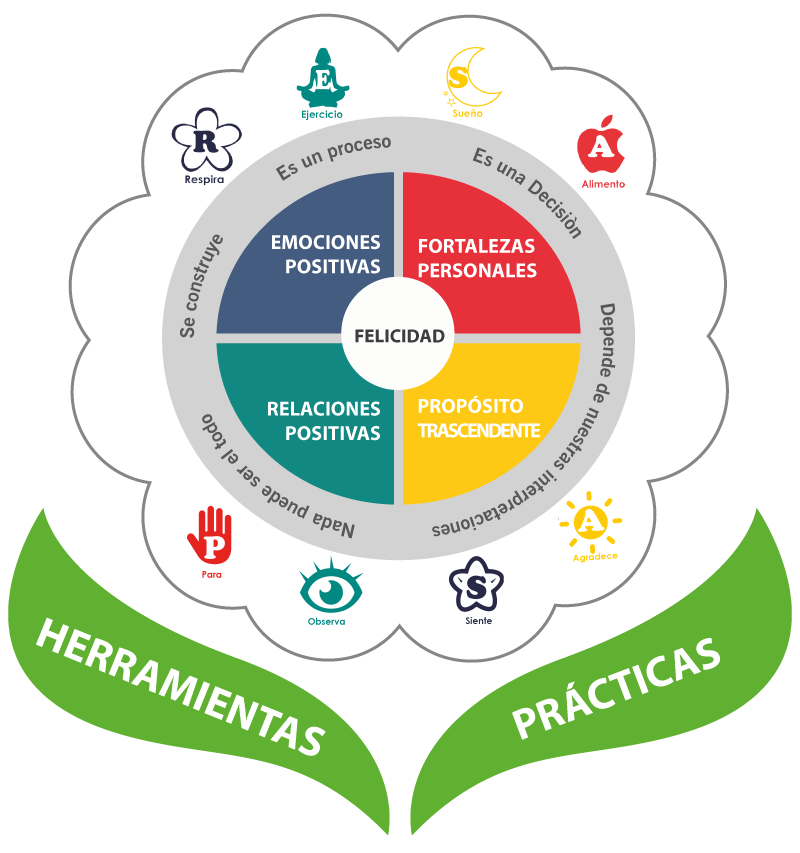 E
Ejercicio
S
Sueño
R
Respira
A
Alimento
Es un proceso
Es una Decisiòn
Se construye
Depende de nuestras interpretaciones
Nada puede ser el todo
EMOCIONES
POSITIVAS
FORTALEZAS
PERSONALES
FELICIDAD
RELACIONES
POSITIVAS
PROPÓSITO
TRASCENDENTE
P
Para
Observa
S
Siente
A
Agradece
HERRAMIENTAS
PRÁCTICAS